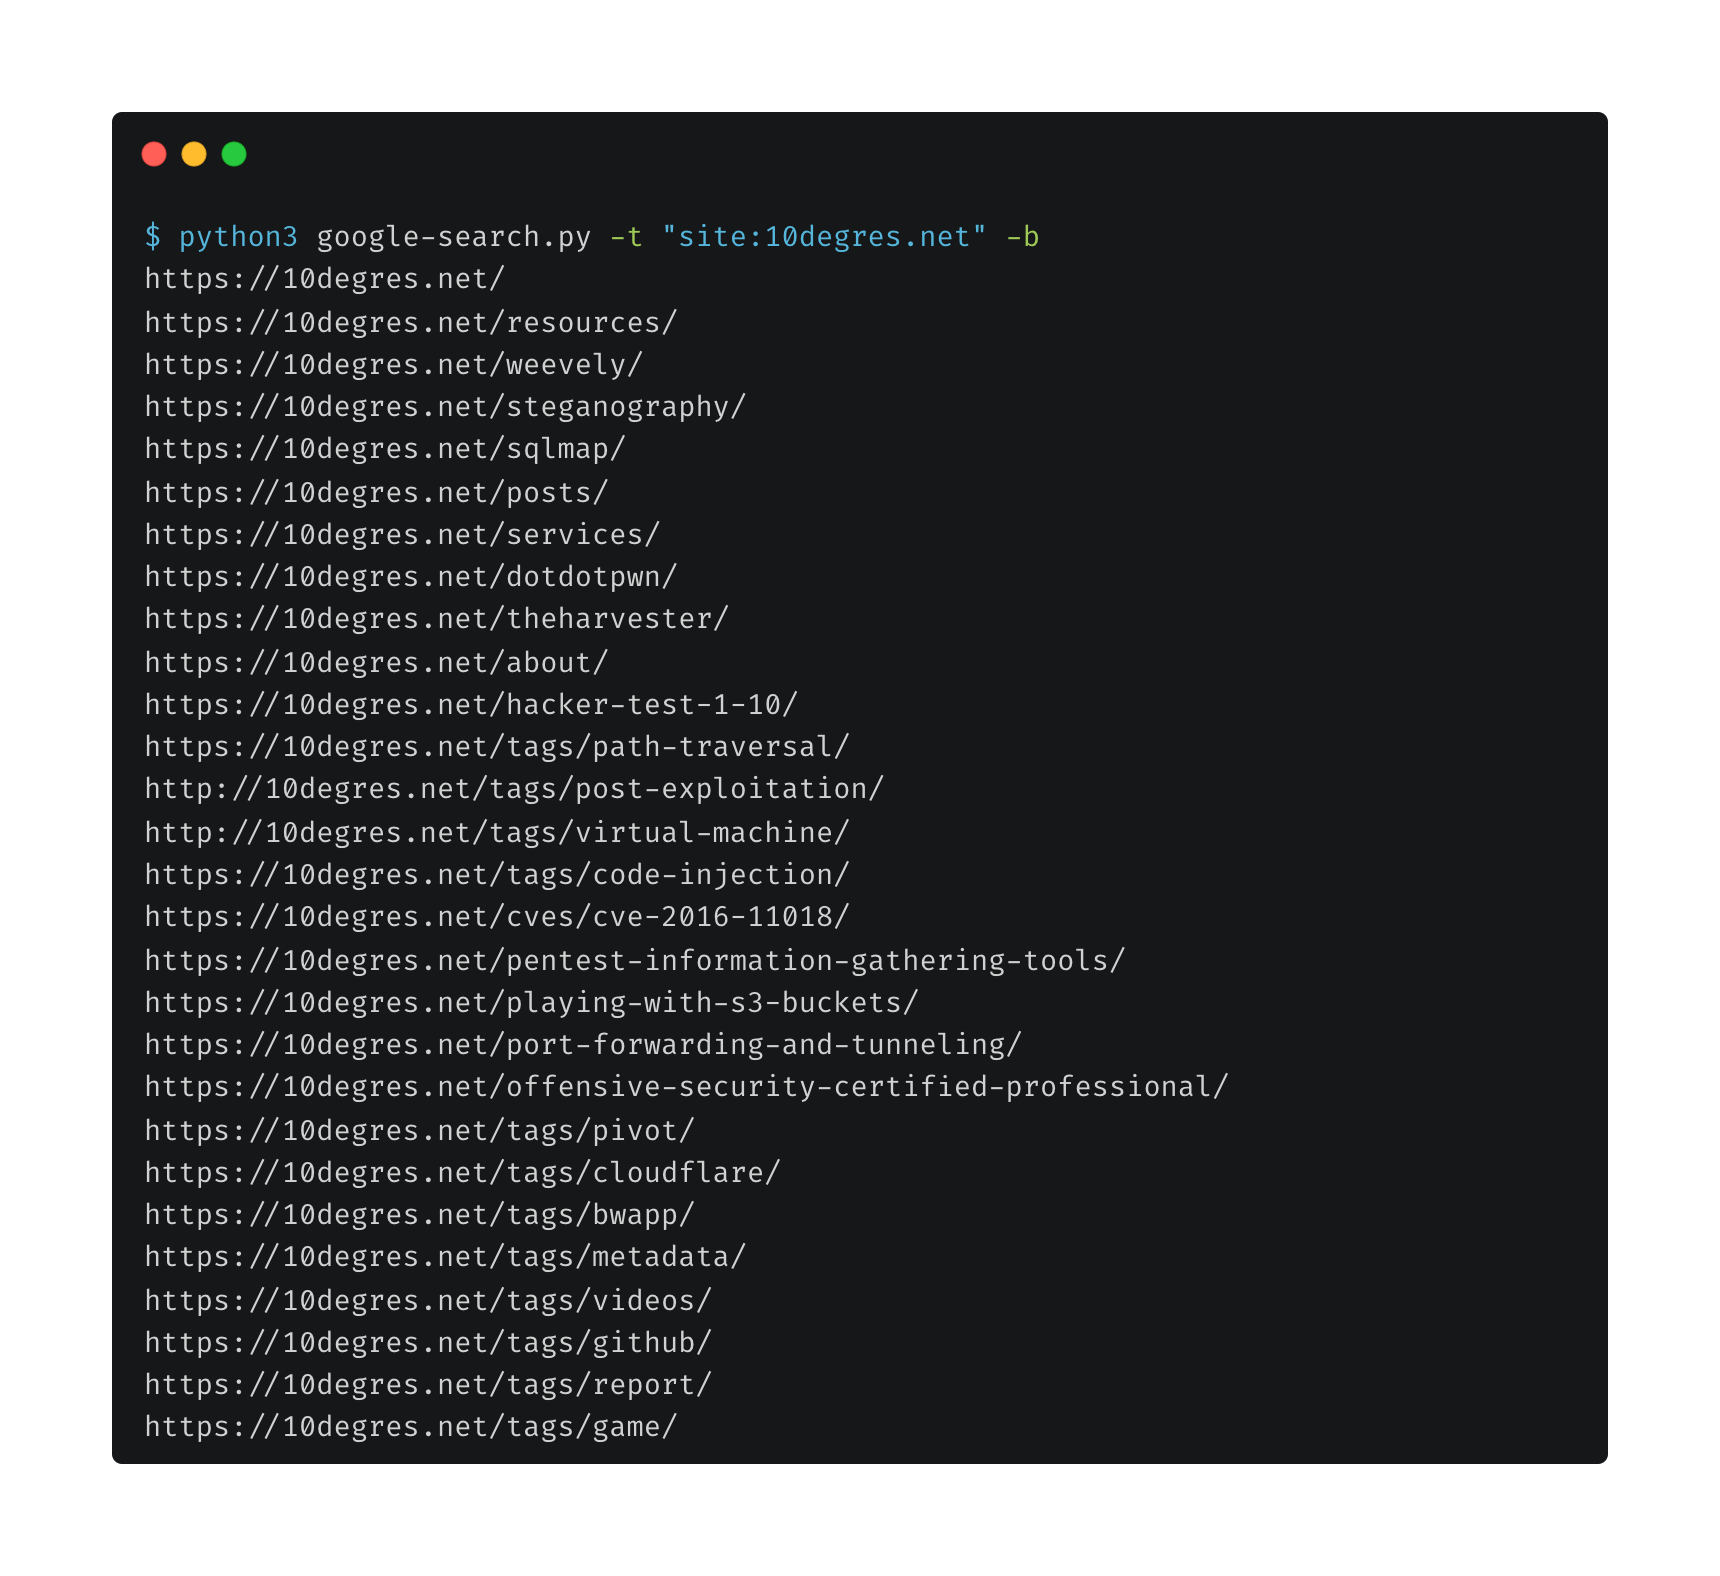 $ python3 google-search.py -t "site:10degres.net" -b
https://10degres.net/
https://10degres.net/resources/
https://10degres.net/weevely/
https://10degres.net/steganography/
https://10degres.net/sqlmap/
https://10degres.net/posts/
https://10degres.net/services/
https://10degres.net/dotdotpwn/
https://10degres.net/theharvester/
https://10degres.net/about/
https://10degres.net/hacker-test-1-10/
https://10degres.net/tags/path-traversal/
http://10degres.net/tags/post-exploitation/
http://10degres.net/tags/virtual-machine/
https://10degres.net/tags/code-injection/
https://10degres.net/cves/cve-2016-11018/
https://10degres.net/pentest-information-gathering-tools/
https://10degres.net/playing-with-s3-buckets/
https://10degres.net/port-forwarding-and-tunneling/
https://10degres.net/offensive-security-certified-professional/
https://10degres.net/tags/pivot/
https://10degres.net/tags/cloudflare/
https://10degres.net/tags/bwapp/
https://10degres.net/tags/metadata/
https://10degres.net/tags/videos/
https://10degres.net/tags/github/
https://10degres.net/tags/report/
https://10degres.net/tags/game/